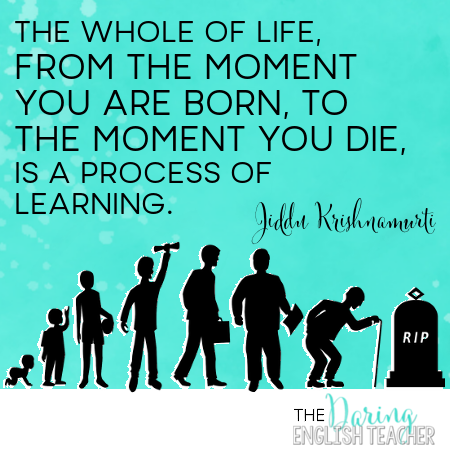 THE WHOLE OF LIFE,
FROM THE MOMENT
YOU ARE BORN, TO
THE MOMENT YOU DIE,
IS A PROCESS OF
LEARNING.
Jiddu Krishnamurti
RIP
THE Daring
ENGLISH TEACHER